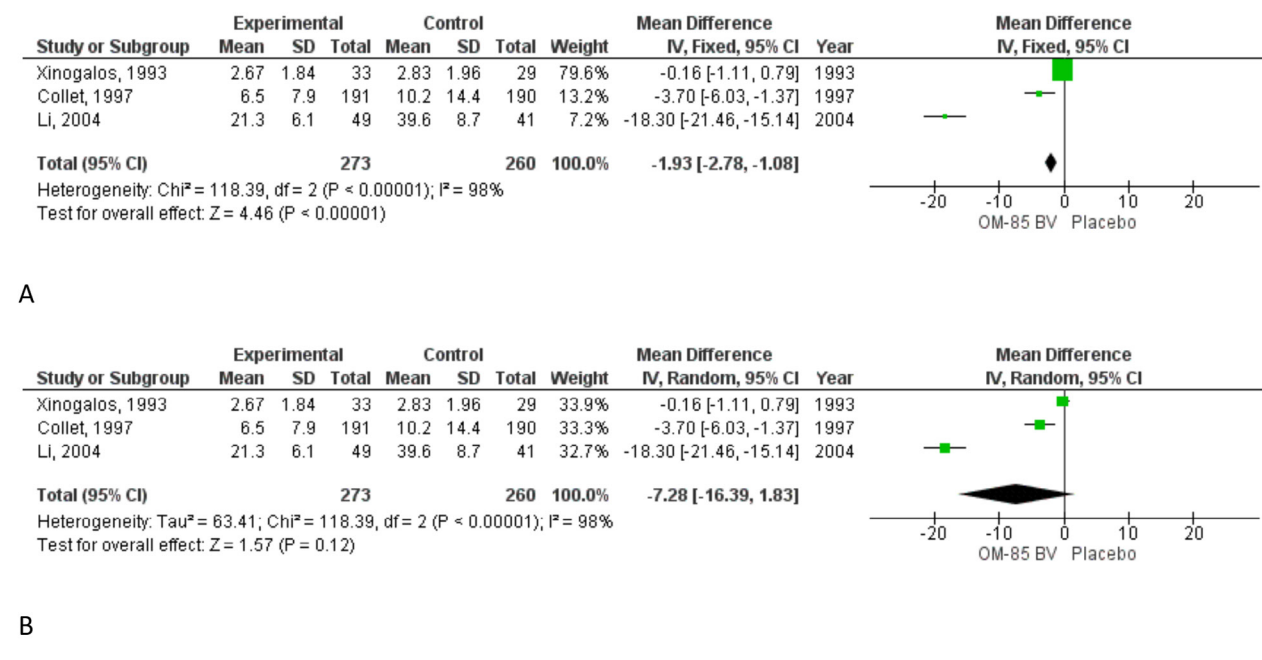 Experimental Control Mean Difference Mean Difference
Study or Subgroup Mean SD Total Mean SD Total Weight IV, Fixed, 95% CI Year IV, Fixed, 95% CI
Xinogalos, 1993 2.67 1.84 33 2.83 1.96 29 79.6% -0.16 [-1.11, 0.79] 1993
Collet, 1997 6.5 7.9 191 10.2 14.4 190 13.2% -3.70 [-6.03, -1.37] 1997
Li, 2004 21.3 6.1 49 39.6 8.7 41 7.2% -18.30 [-21.46, -15.14] 2004
Total (95% CI) 273 260 100.0% -1.93 [-2.78, -1.08]
Heterogeneity: Chi² = 118.39, df = 2 (P < 0.00001); I² = 98%
Test for overall effect: Z = 4.46 (P < 0.00001)
-20 -10 0 10 20
OM-85 BV Placebo
A
Experimental Control Mean Difference Mean Difference
Study or Subgroup Mean SD Total Mean SD Total Weight IV, Random, 95% CI Year IV, Random, 95% CI
Xinogalos, 1993 2.67 1.84 33 2.83 1.96 29 33.9% -0.16 [-1.11, 0.79] 1993
Collet, 1997 6.5 7.9 191 10.2 14.4 190 33.3% -3.70 [-6.03, -1.37] 1997
Li, 2004 21.3 6.1 49 39.6 8.7 41 32.7% -18.30 [-21.46, -15.14] 2004
Total (95% CI) 273 260 100.0% -7.28 [-16.39, 1.83]
Heterogeneity: Tau² = 63.41; Chi² = 118.39, df = 2 (P < 0.00001); I² = 98%
Test for overall effect: Z = 1.57 (P = 0.12)
-20 -10 0 10 20
OM-85 BV Placebo
B